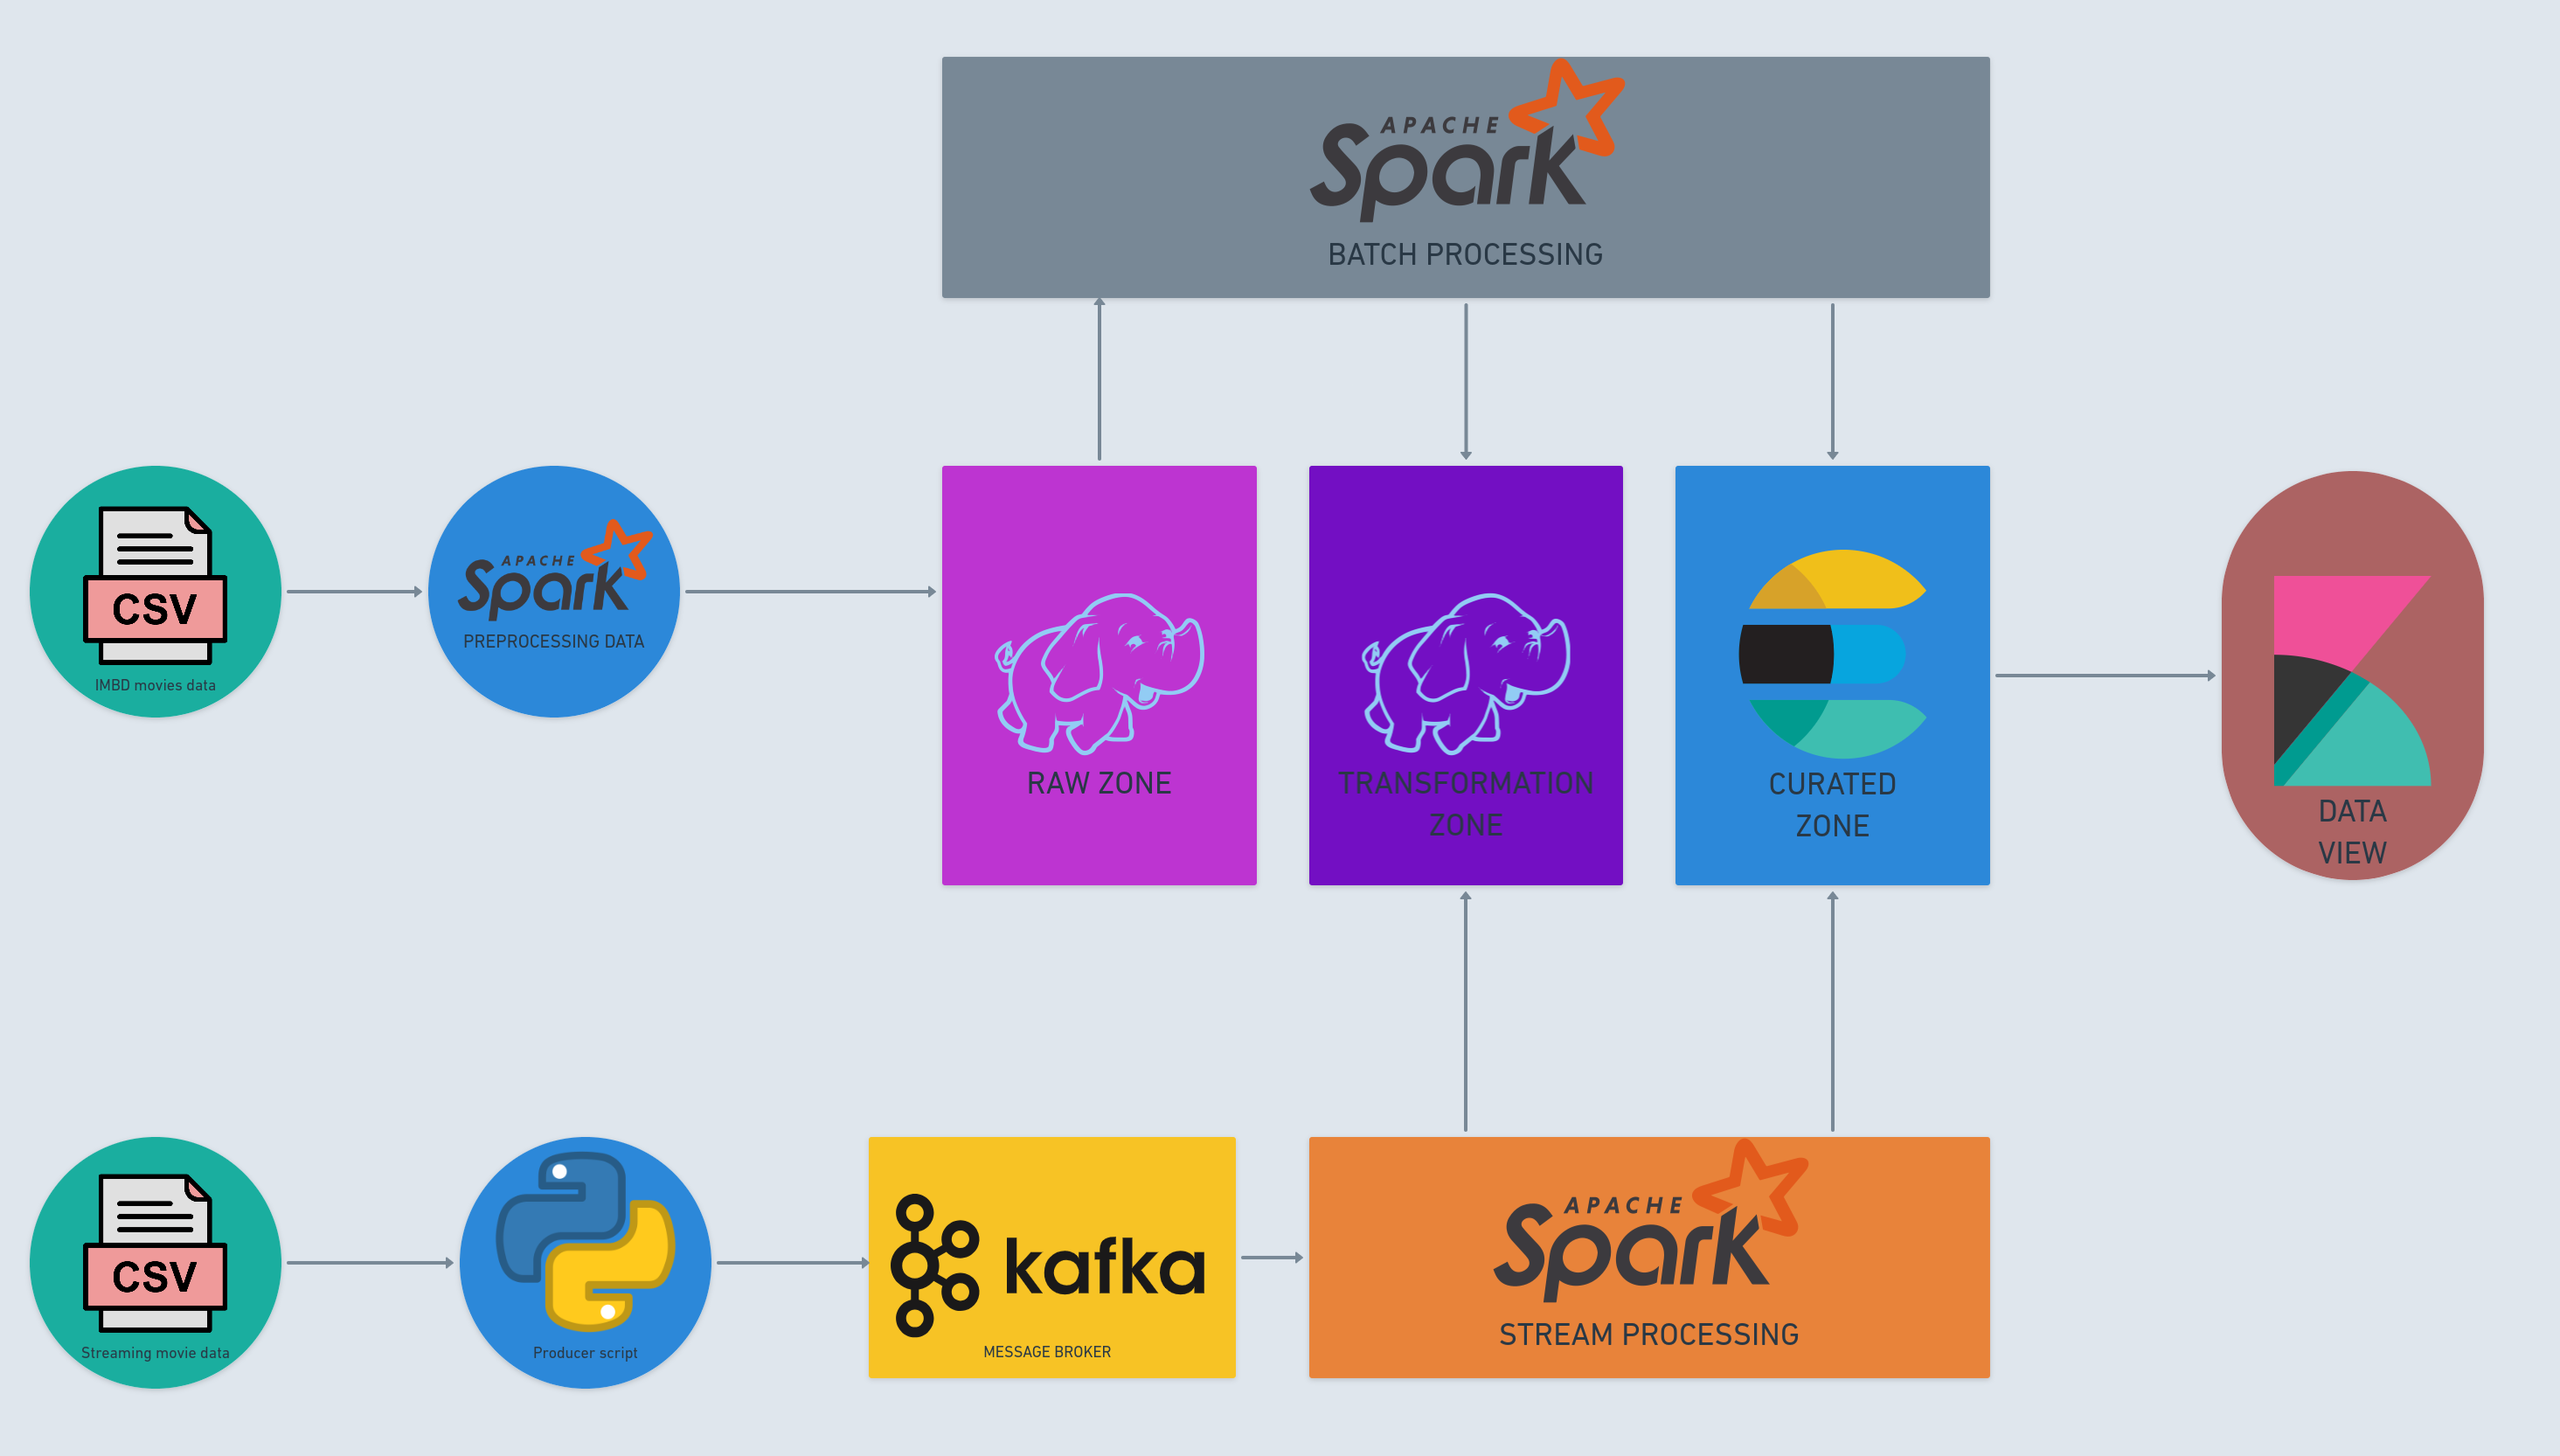 APACHE
Spark
BATCH PROCESSING
CSV
IMBD movies data
APACHE
Spark
PREPROCESSING DATA
RAW ZONE
TRANSFORMATION
ZONE
CURATED
ZONE
DATA
VIEW
CSV
Streaming movie data
Producer script
kafka
MESSAGE BROKER
APACHE
Spark
STREAM PROCESSING